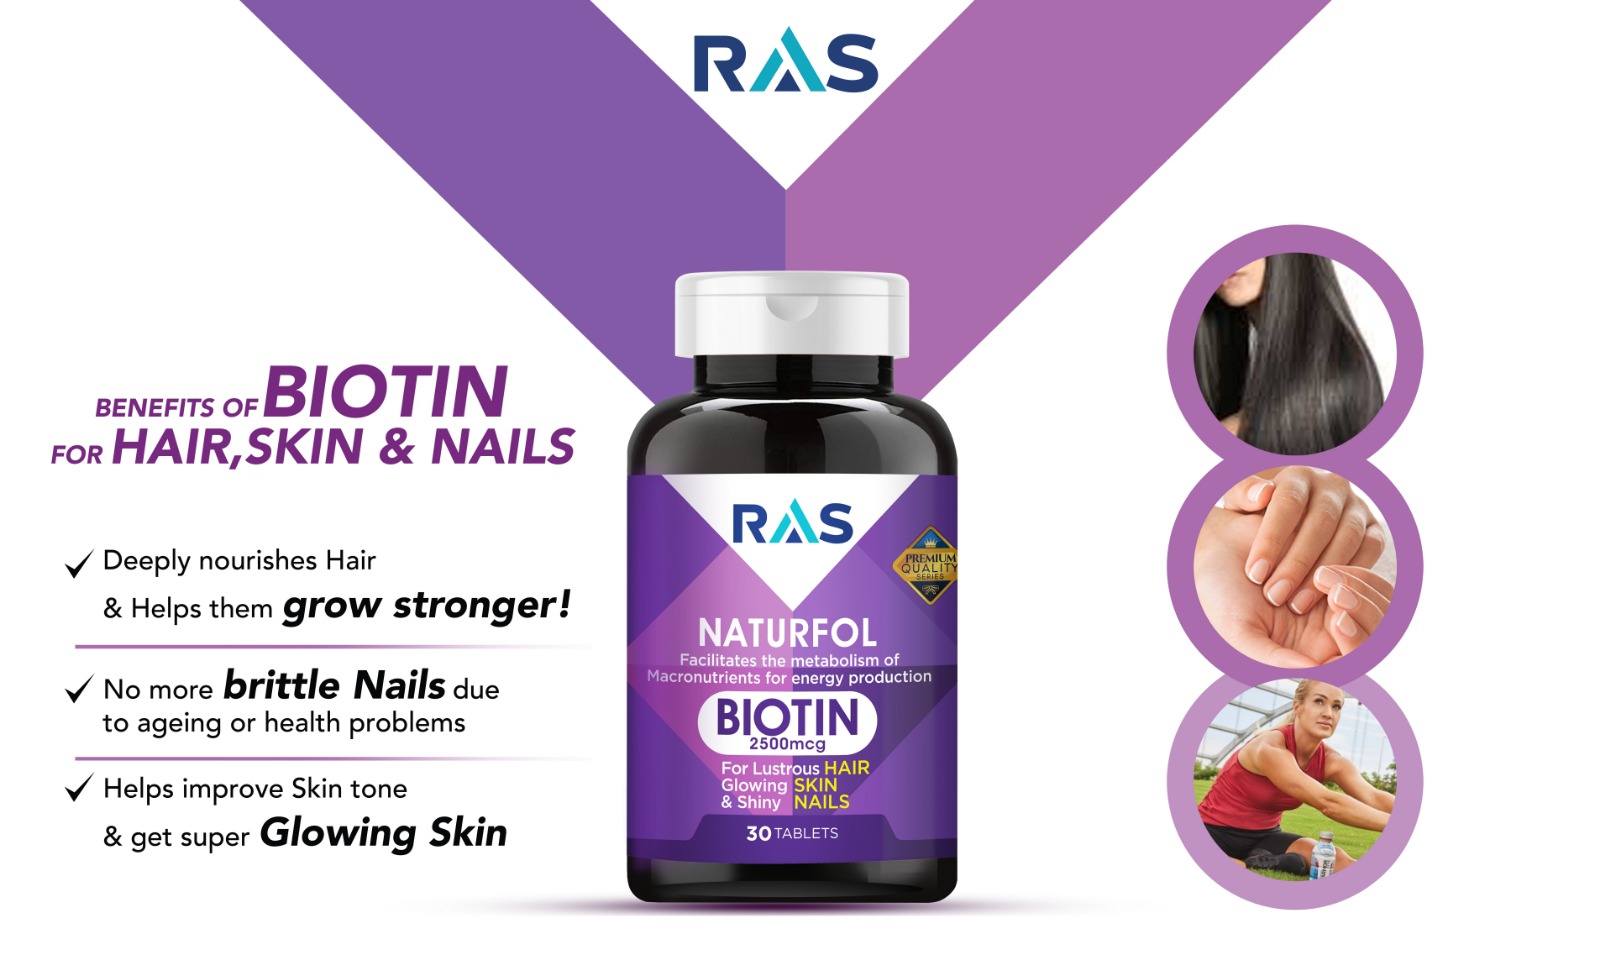 RAS
BENEFITS OF BIOTIN
FOR HAIR,SKIN & NAILS
Deeply nourishes Hair
& Helps them grow stronger!
No more brittle Nails due
to ageing or health problems
Helps improve Skin tone
& get super Glowing Skin
RAS
PREMIUM
QUALITY
SERIES
NATURFOL
Facilitates the metabolism of
Macronutrients for energy production
BIOTIN
2500mcg
For Lustrous HAIR
Glowing SKIN
& Shiny NAILS
30 TABLETS